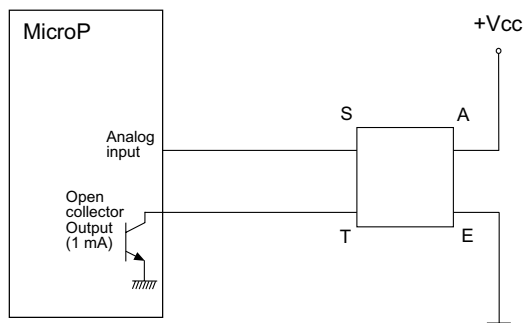 MicroP
+Vcc
S
A
Analog
input
Open
collector
Output
(1 mA)
T
E